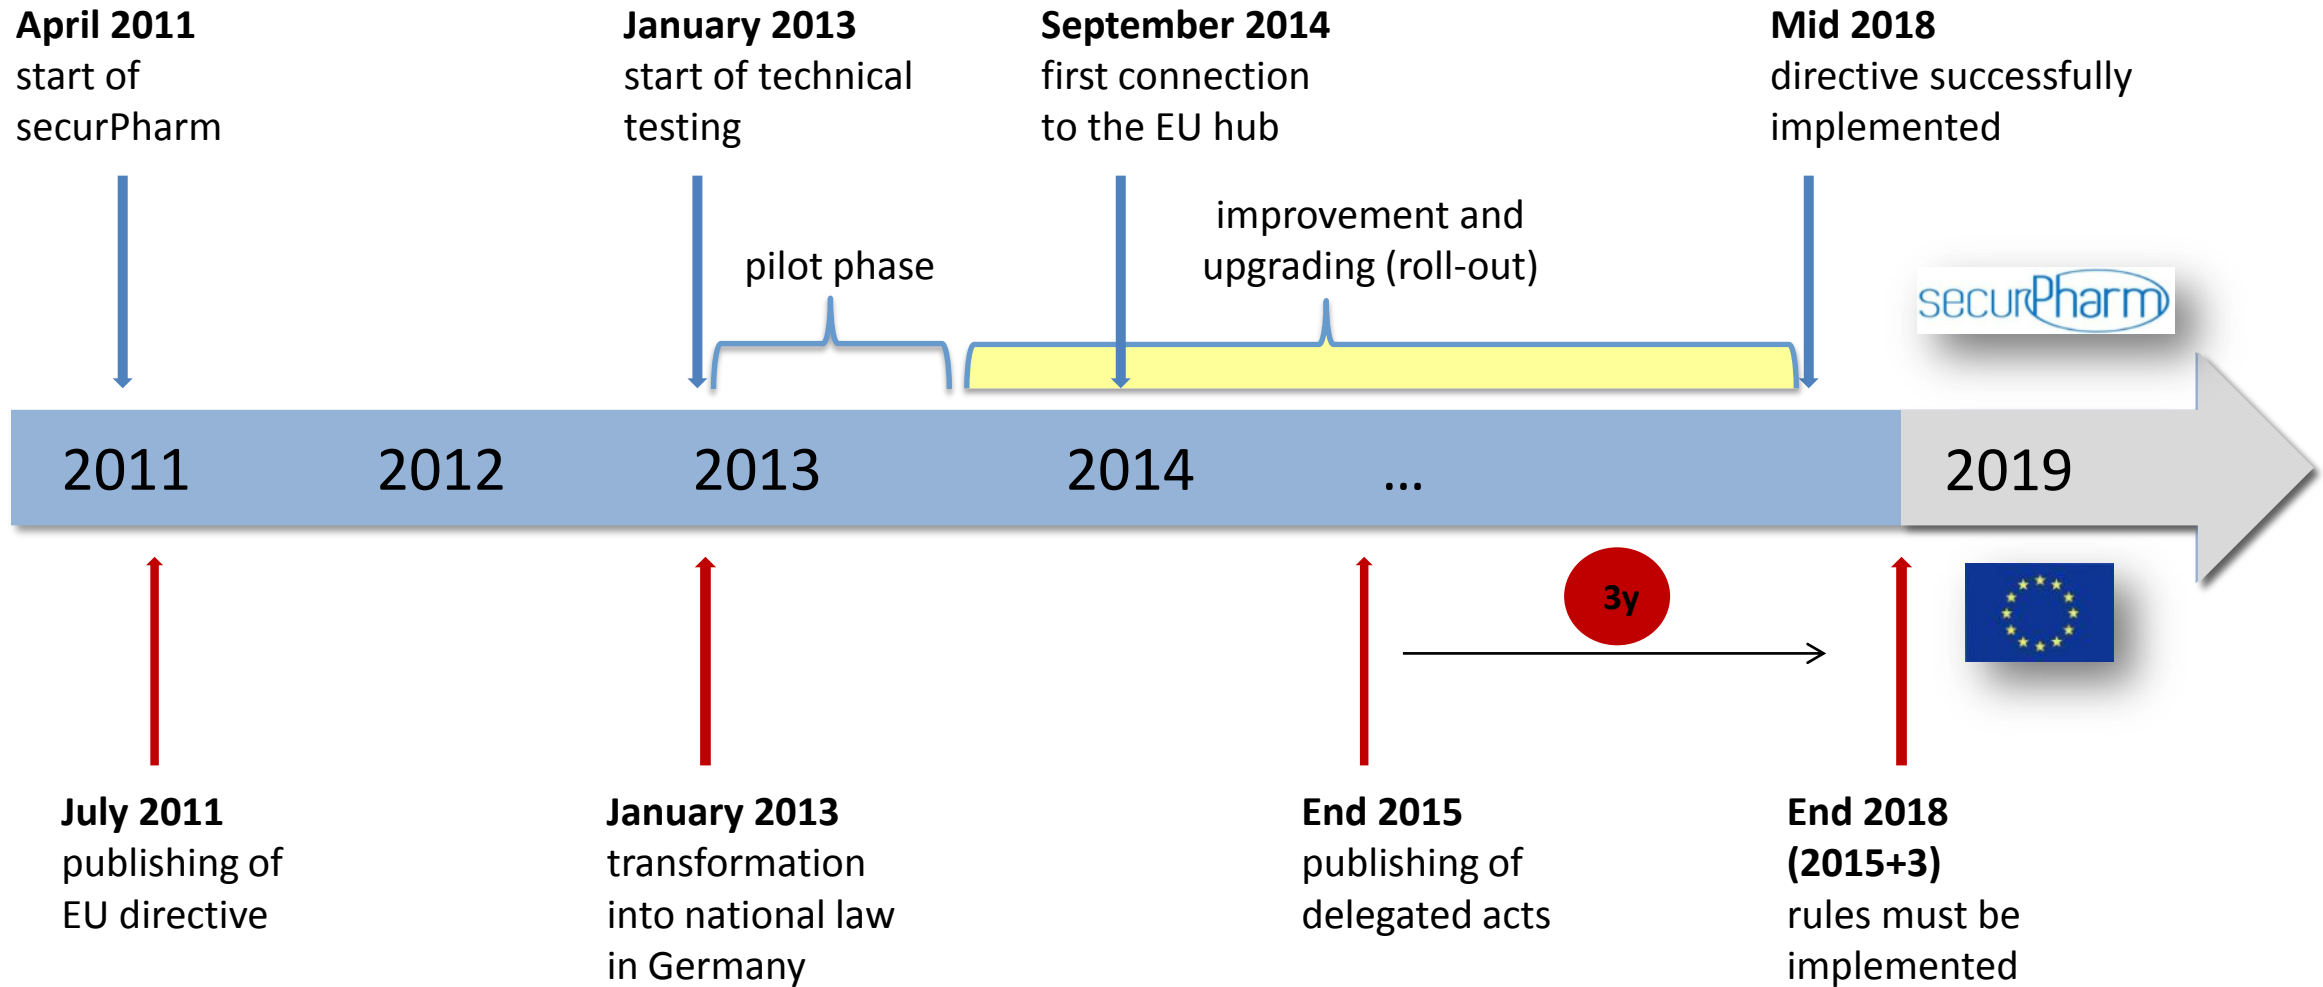 April 2011
start of
securPharm
January 2013
start of technical
testing
September 2014
first connection
to the EU hub
Mid 2018
directive successfully
implemented
pilot phase
improvement and
upgrading (roll-out)
securPharm
2011
2012
2013
2014
...
2019
3y
July 2011
publishing of
EU directive
January 2013
transformation
into national law
in Germany
End 2015
publishing of
delegated acts
End 2018
(2015+3)
rules must be
implemented